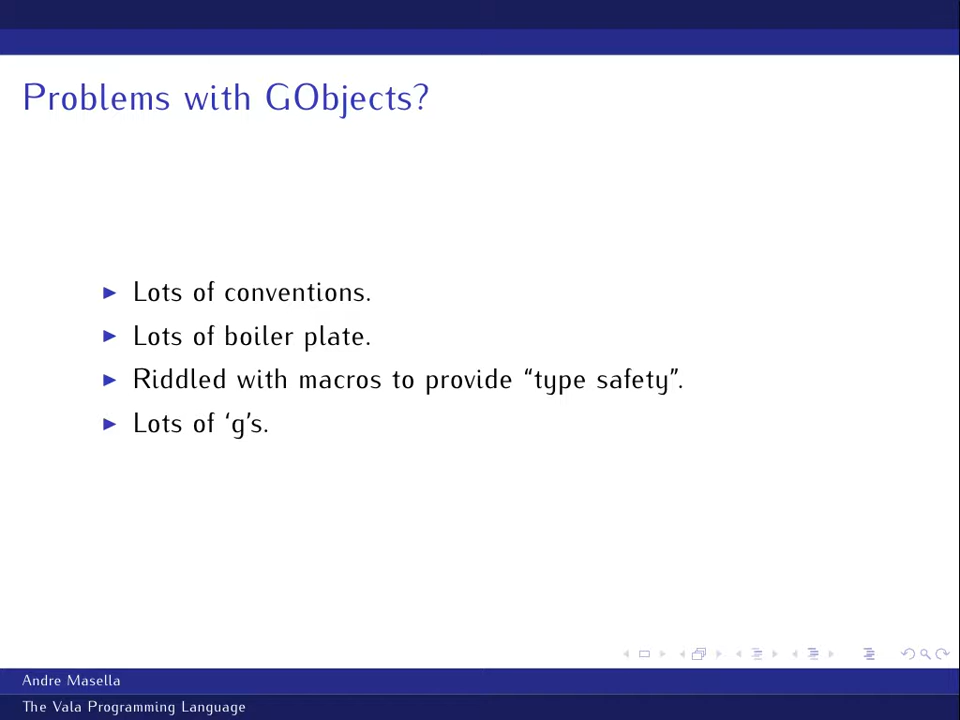 Problems with GObjects?
Lots of conventions.
Lots of boiler plate.
Riddled with macros to provide “type safety”.
Lots of ‘g’s.
Andre Masella
The Vala Programming Language